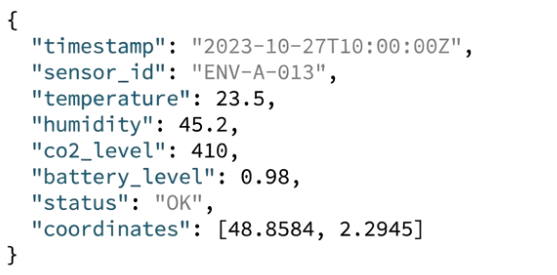 {
"timestamp": "2023-10-27T10:00:00Z",
"sensor_id": "ENV-A-013",
"temperature": 23.5,
"humidity": 45.2,
"co2_level": 410,
"battery_level": 0.98,
"status": "OK",
"coordinates": [48.8584, 2.2945]
}